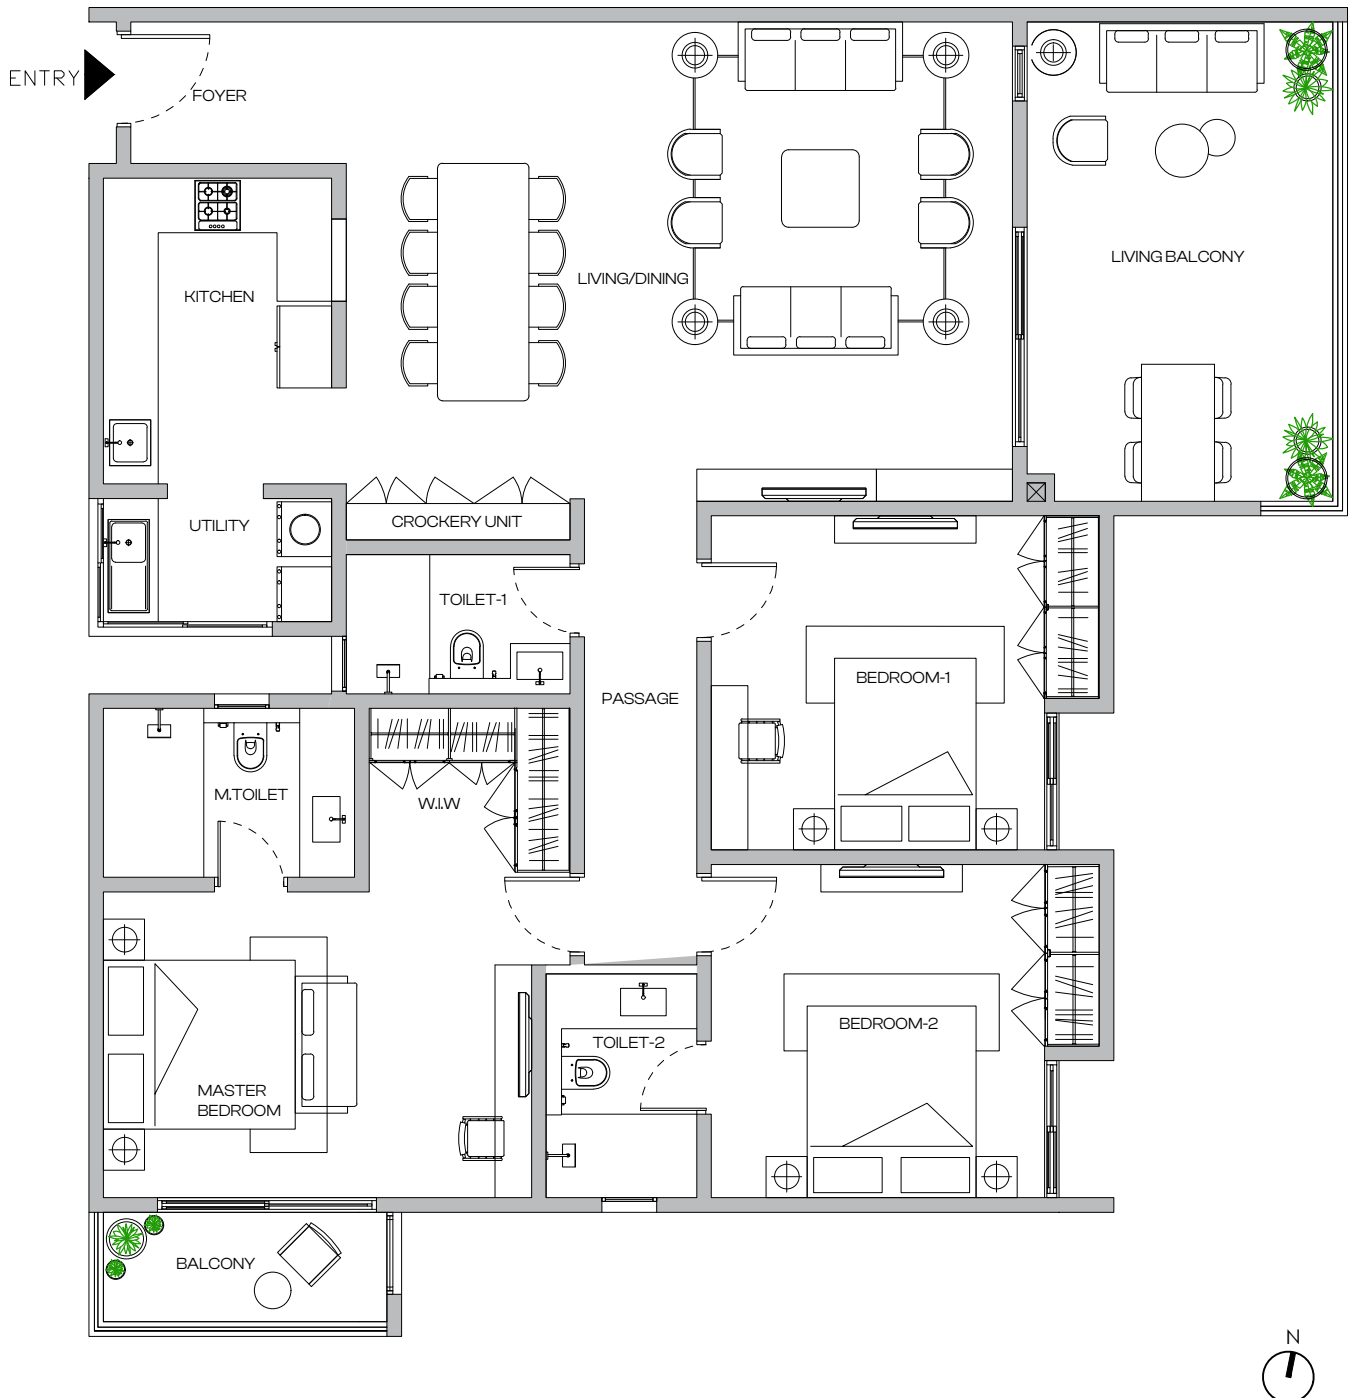 ENTRY
FOYER
LIVING BALCONY
LIVING/DINING
KITCHEN
UTILITY
CROCKERY UNIT
TOILET-1
PASSAGE
BEDROOM-1
M.TOILET
W.I.W
BEDROOM-2
TOILET-2
MASTER
BEDROOM
BALCONY
N